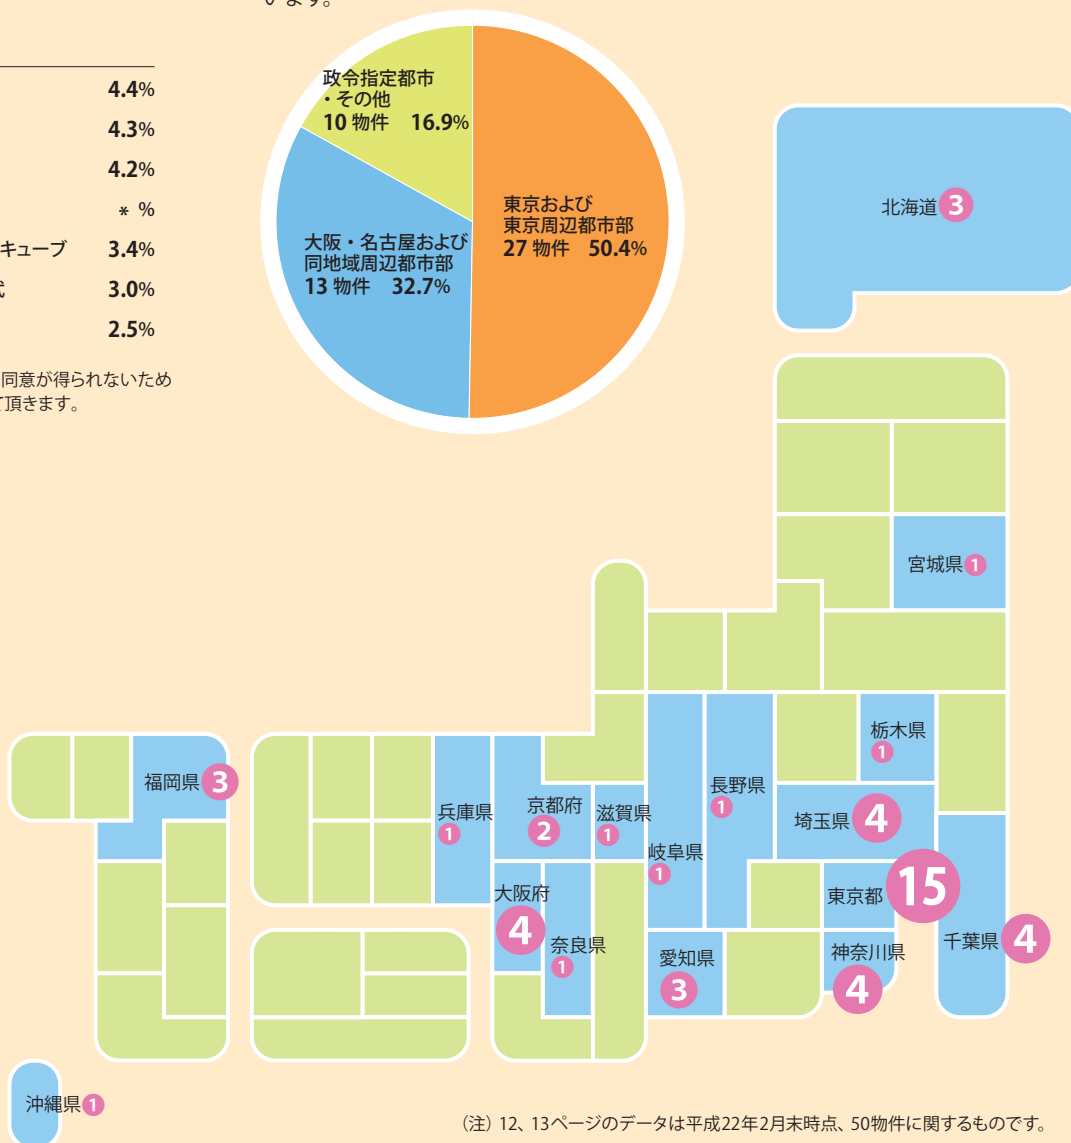 います。
4.4%
4.3%
4.2%
* %
キューブ 3.4%
3.0%
2.5%
同意が得られないため
て頂きます。
政令指定都市
・その他
10 物件 16.9%
東京および
東京周辺都市部
27 物件 50.4%
大阪・名古屋および
同地域周辺都市部
13 物件 32.7%
北海道 3
宮城県 1
栃木県
1
福岡県 3
兵庫県
1
京都府
2
滋賀県
1
長野県
1
埼玉県 4
岐阜県
1
東京都 15
大阪府
4
奈良県
1
愛知県
3
神奈川県
4
千葉県 4
沖縄県 1
（注）12、13ページのデータは平成22年2月末時点、50物件に関するものです。